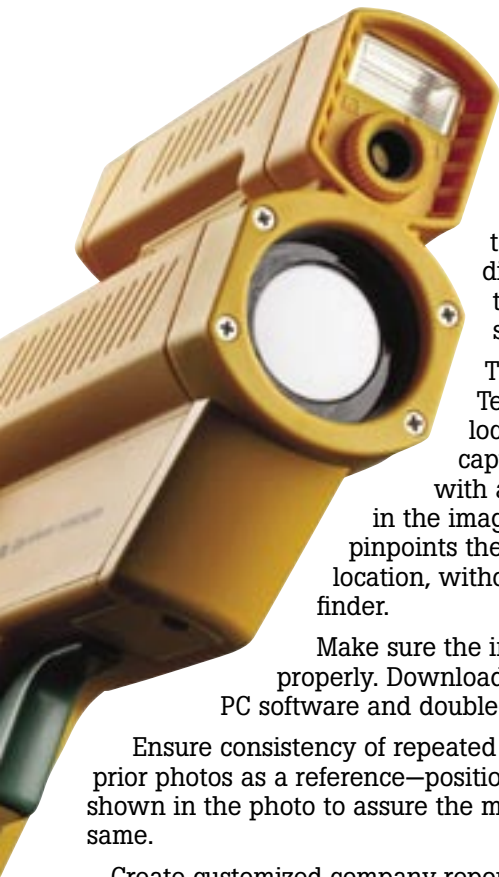 t
di
t
s
T
Te
loc
cap
with a
in the imag
pinpoints the
location, witho
finder.
Make sure the in
properly. Download
PC software and double
Ensure consistency of repeated
prior photos as a reference—positio
shown in the photo to assure the m
same.
Create customized company repor